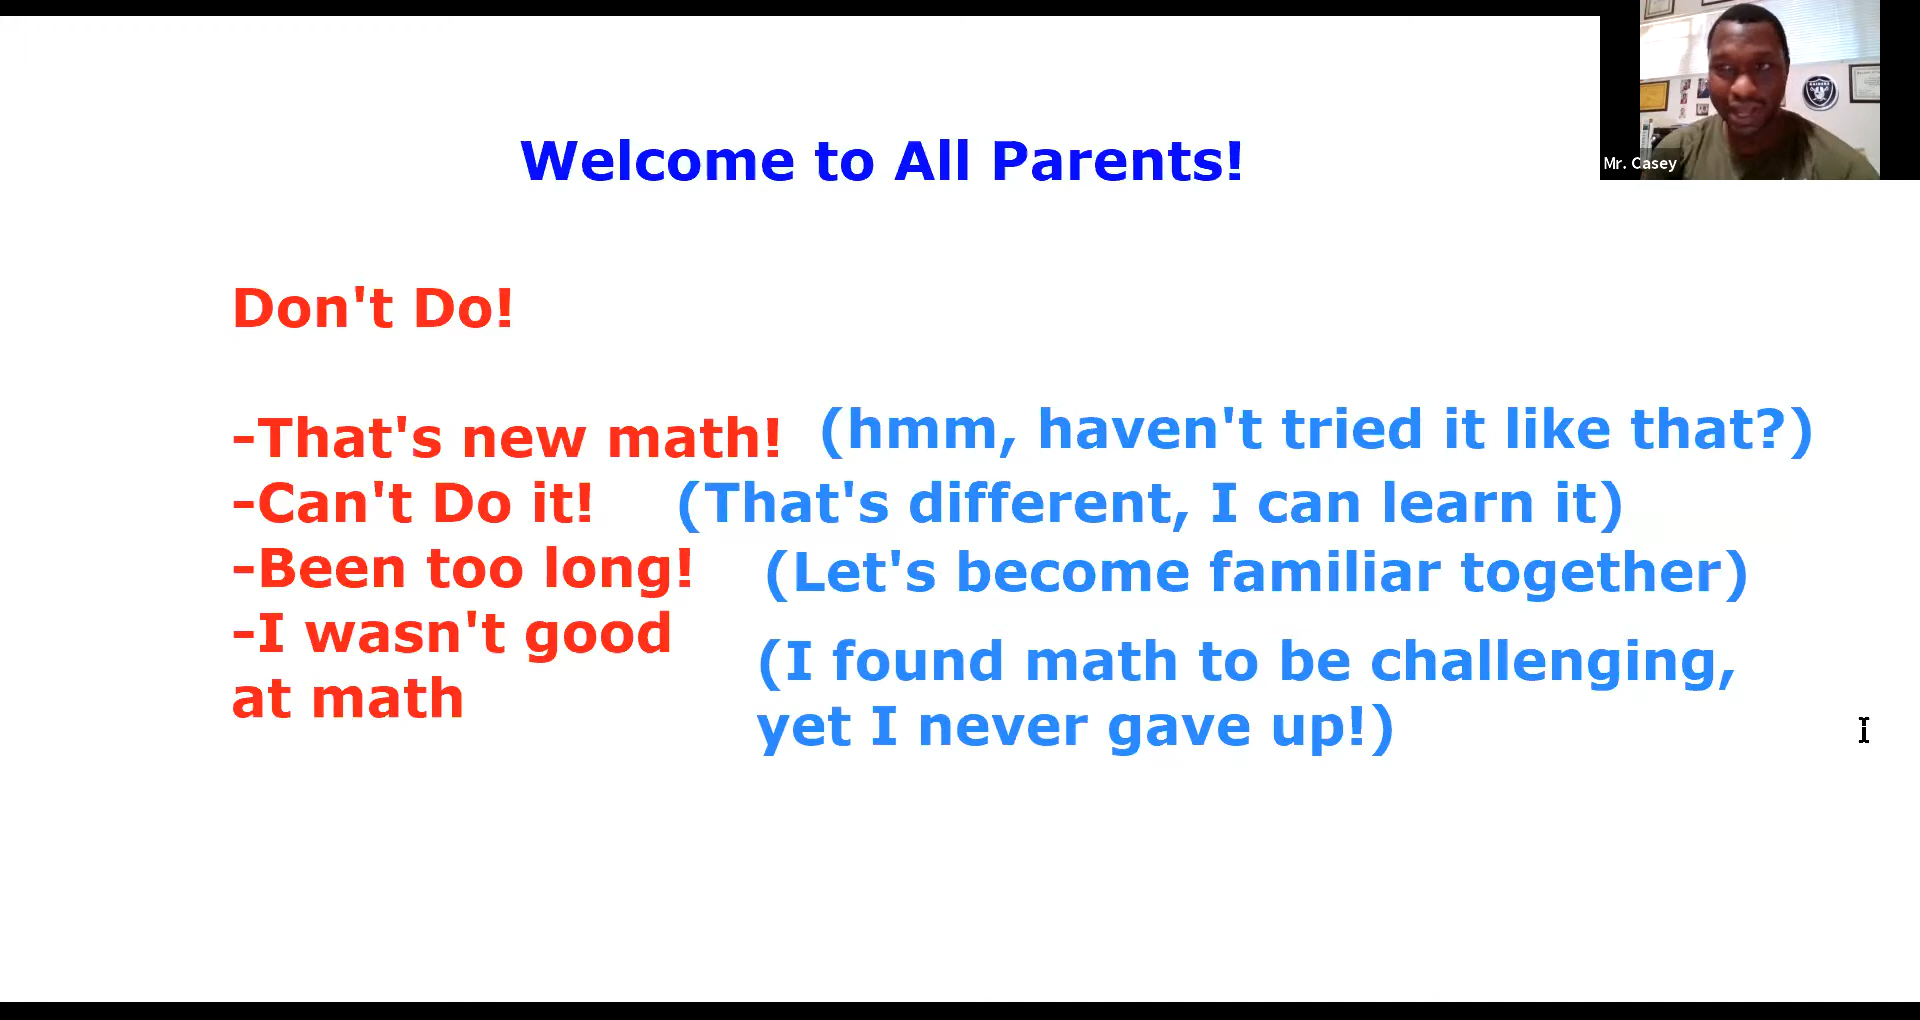 Welcome to All Parents!
Mr. Casey
Don't Do!
-That's new math! (hmm, haven't tried it like that?)
-Can't Do it! (That's different, I can learn it)
-Been too long! (Let's become familiar together)
-I wasn't good
at math
(I found math to be challenging,
yet I never gave up!)